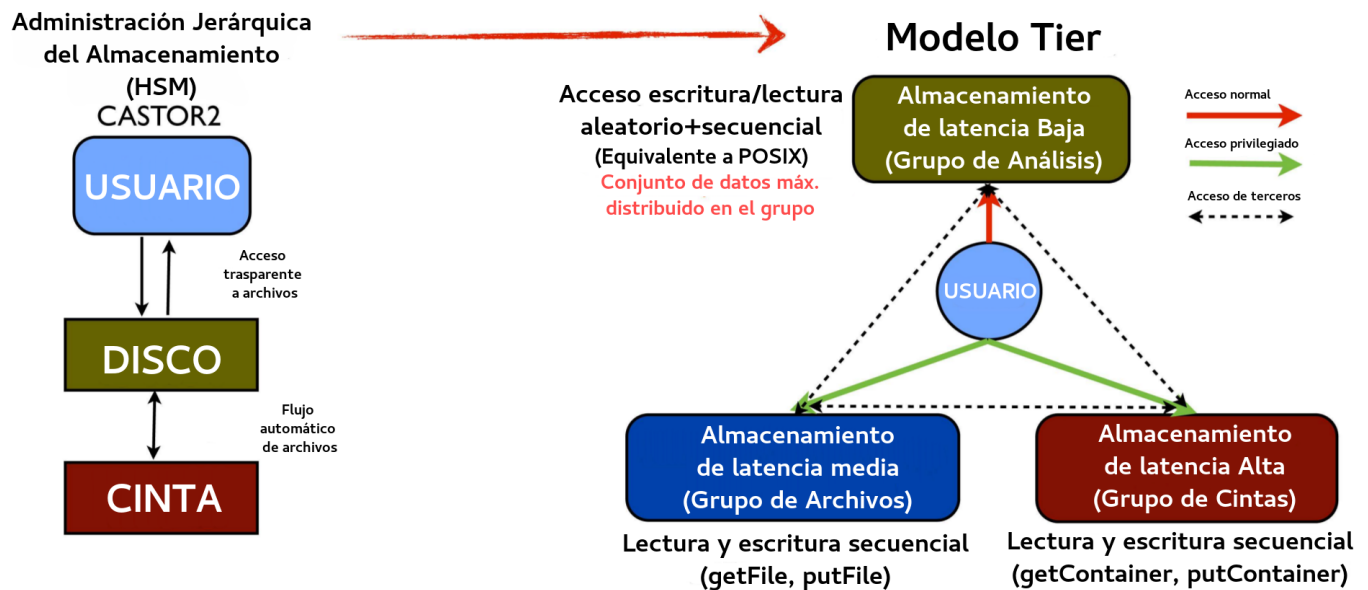 Administración Jerárquica
del Almacenamiento
(HSM)
CASTOR2
USUARIO
Acceso
trasparente
a archivos
DISCO
Flujo
automático
de archivos
CINTA
Modelo Tier
Acceso escritura/lectura
aleatorio+secuencial
(Equivalente a POSIX)
Conjunto de datos máx.
distribuido en el grupo
Almacenamiento
de latencia Baja
(Grupo de Análisis)
Acceso normal
Acceso privilegiado
Acceso de terceros
USUARIO
Almacenamiento
de latencia media
(Grupo de Archivos)
Lectura y escritura secuencial
(getFile, putFile)
Almacenamiento
de latencia Alta
(Grupo de Cintas)
Lectura y escritura secuencial
(getContainer, putContainer)